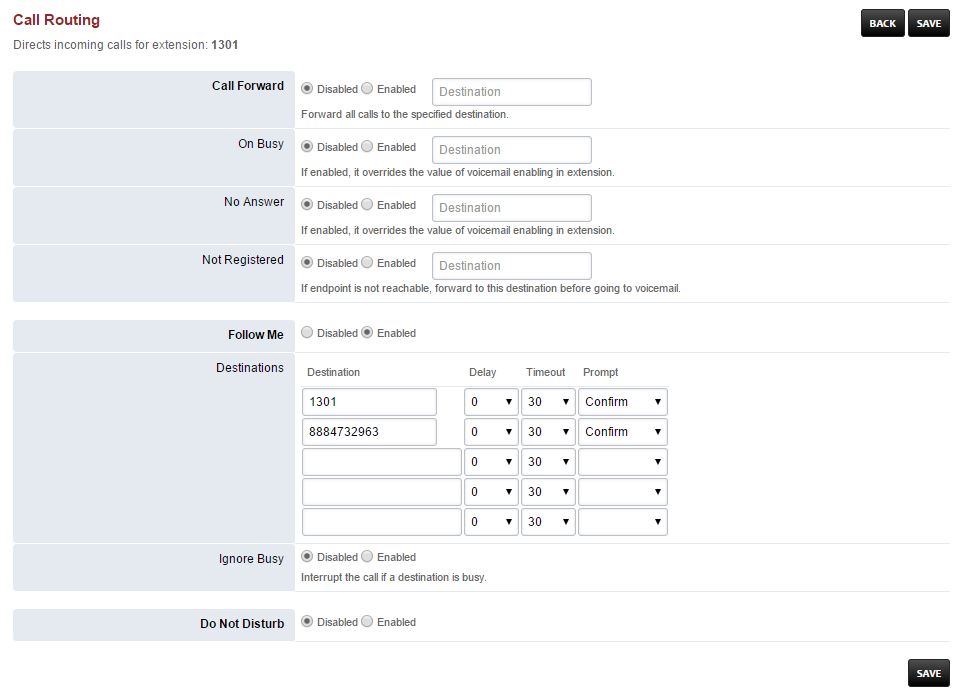 Call Routing
BACK SAVE
Directs incoming calls for extension: 1301
Call Forward Disabled Enabled Destination
Forward all calls to the specified destination.
On Busy Disabled Enabled Destination
If enabled, it overrides the value of voicemail enabling in extension.
No Answer Disabled Enabled Destination
If enabled, it overrides the value of voicemail enabling in extension.
Not Registered Disabled Enabled Destination
If endpoint is not reachable, forward to this destination before going to voicemail.
Follow Me Disabled Enabled
Destinations
Destination Delay Timeout Prompt
1301 0 30 Confirm
8884732963 0 30 Confirm
0 30
0 30
0 30
Ignore Busy Disabled Enabled
Interrupt the call if a destination is busy.
Do Not Disturb Disabled Enabled
SAVE